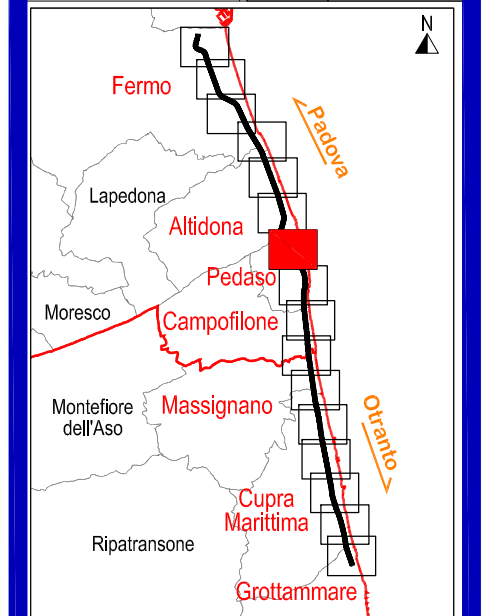 N
Fermo
Padova
Lapedona
Altidona
Pedaso
Moresco
Campofilone
Massignano
Montefiore
dell'Aso
Otranto
Cupra
Marittima
Ripatransone
Grottammare